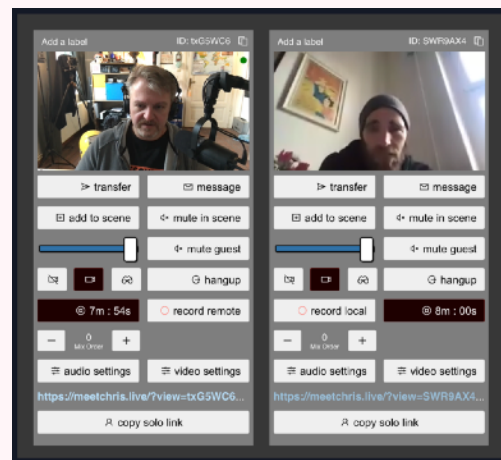 Add a label ID: txG5WC6
transfer message
add to scene mute in scene
mute guest
hangup
7m : 54s record remote
- 0 +
Mix Order
audio settings video settings
https://meetchris.live/?view=txG5WC6...
copy solo link
Add a label ID: SWR9AX4
transfer message
add to scene mute in scene
mute guest
hangup
record local 8m : 00s
- 0 +
Mix Order
audio settings video settings
https://meetchris.live/?view=SWR9AX4...
copy solo link